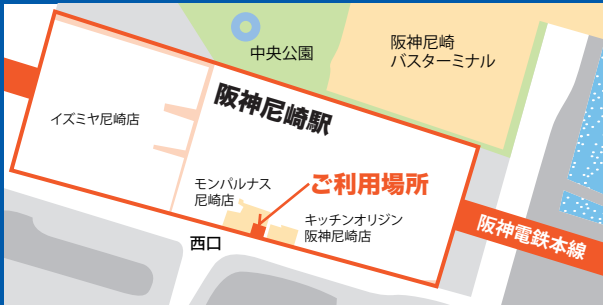 中央公園
阪神尼崎
バスターミナル
阪神尼崎駅
イズミヤ尼崎店
モンパルナス
尼崎店
ご利用場所
キッチンオリジン
阪神尼崎店
西口
阪神電鉄本線